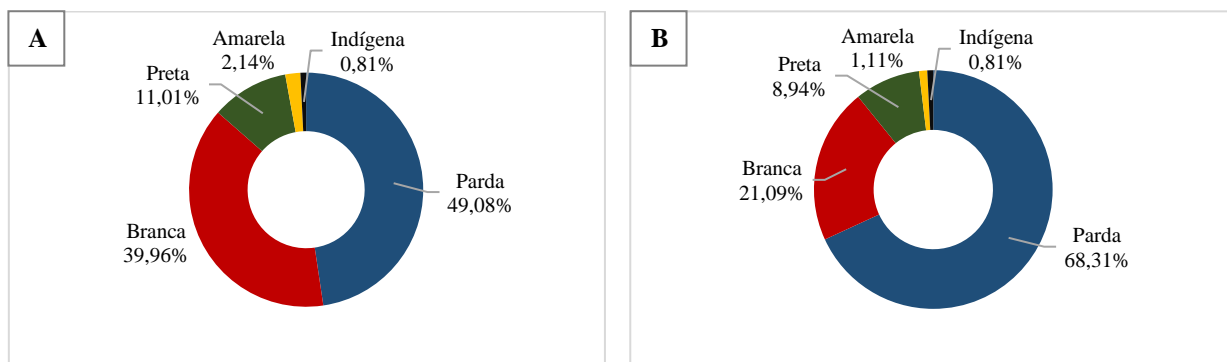 A
Amarela
2,14%
Indígena
0,81%
Preta
11,01%
Parda
49,08%
Branca
39,96%
B
Amarela
1,11%
Indígena
0,81%
Preta
8,94%
Branca
21,09%
Parda
68,31%